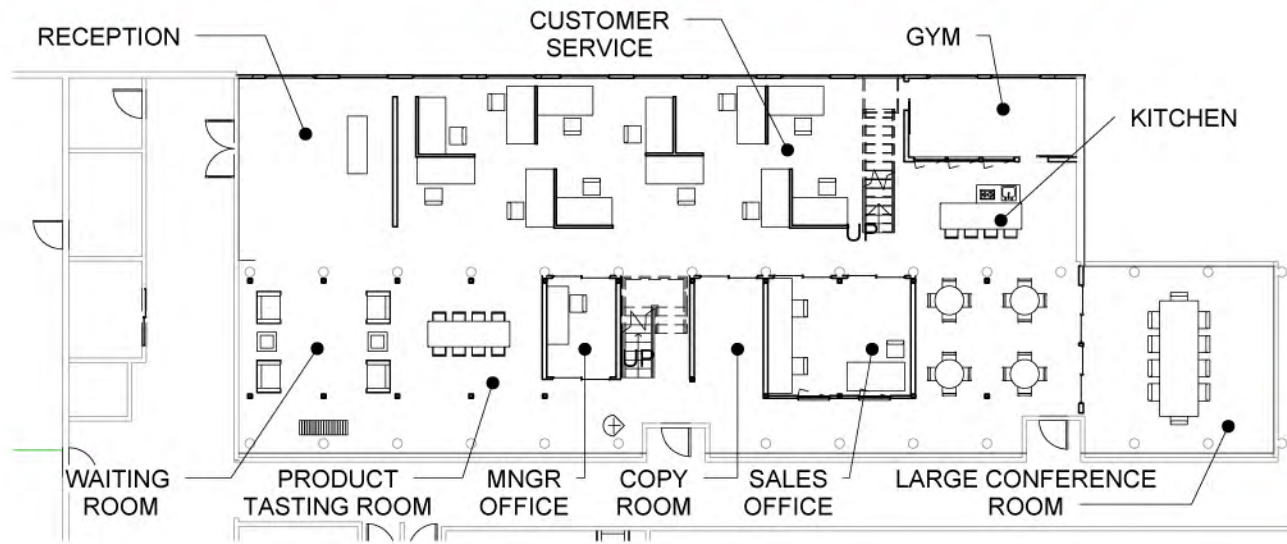 RECEPTION
CUSTOMER
SERVICE
GYM
KITCHEN
UP
UP
WAITING
ROOM
PRODUCT
TASTING ROOM
MNGR
OFFICE
COPY
ROOM
SALES
OFFICE
LARGE CONFERENCE
ROOM